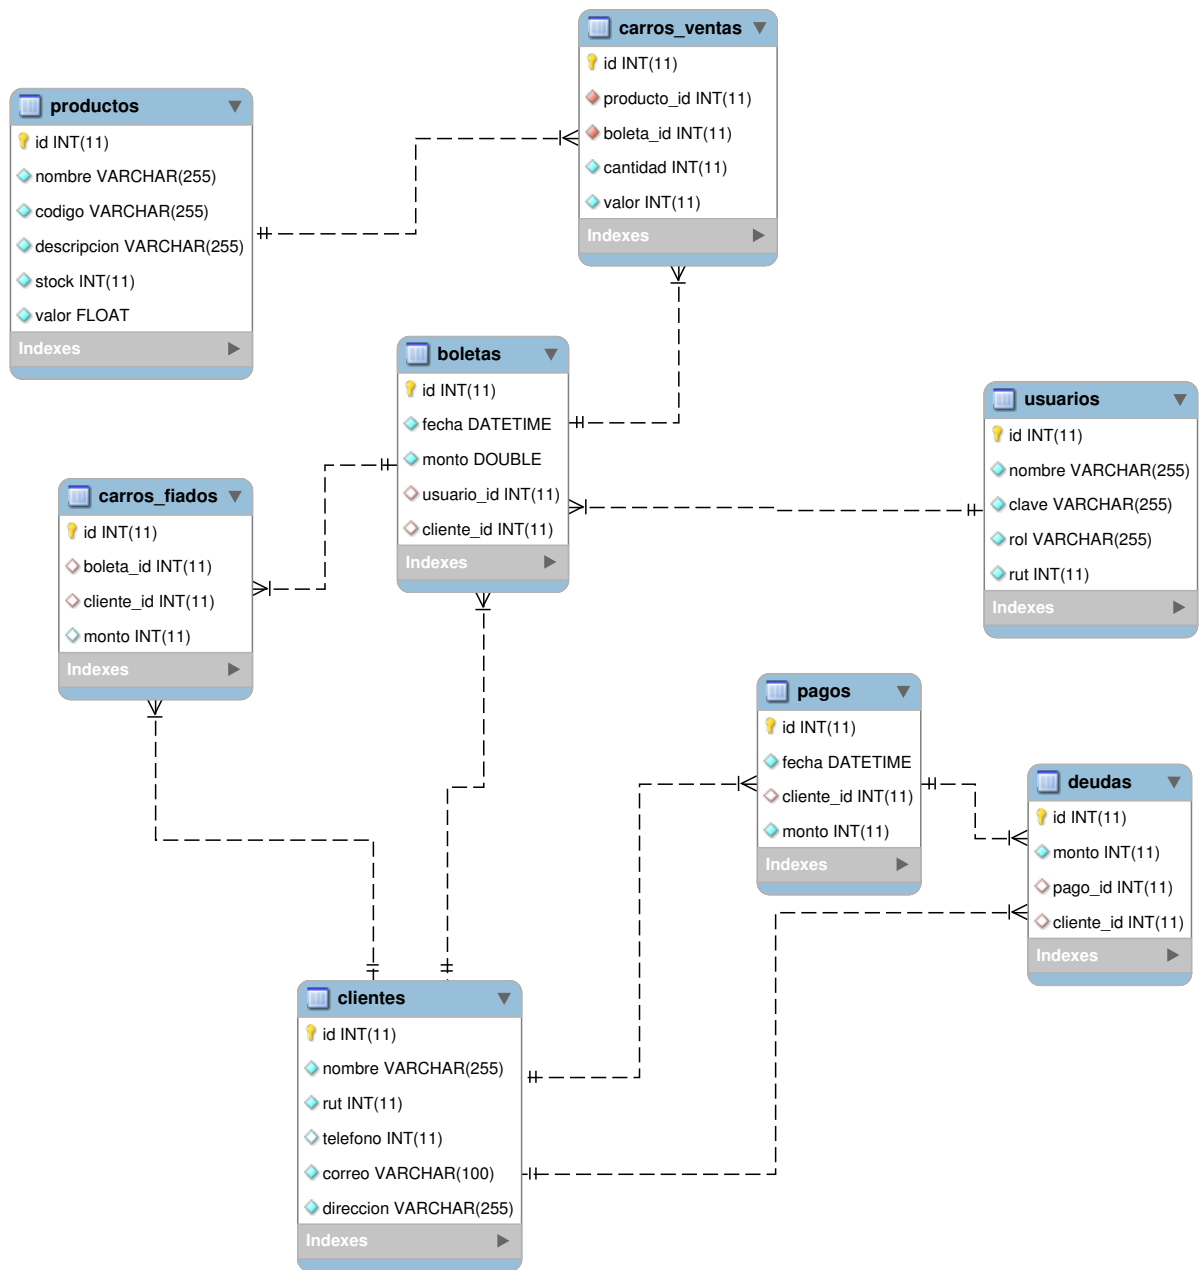 carros_ventas
id INT(11)
producto_id INT(11)
boleta_id INT(11)
cantidad INT(11)
valor INT(11)
Indexes
productos
id INT(11)
nombre VARCHAR(255)
codigo VARCHAR(255)
descripcion VARCHAR(255)
stock INT(11)
valor FLOAT
Indexes
boletas
id INT(11)
fecha DATETIME
monto DOUBLE
usuario_id INT(11)
cliente_id INT(11)
Indexes
usuarios
id INT(11)
nombre VARCHAR(255)
clave VARCHAR(255)
rol VARCHAR(255)
rut INT(11)
Indexes
carros_fiados
id INT(11)
boleta_id INT(11)
cliente_id INT(11)
monto INT(11)
Indexes
pagos
id INT(11)
fecha DATETIME
cliente_id INT(11)
monto INT(11)
Indexes
deudas
id INT(11)
monto INT(11)
pago_id INT(11)
cliente_id INT(11)
Indexes
clientes
id INT(11)
nombre VARCHAR(255)
rut INT(11)
telefono INT(11)
correo VARCHAR(100)
direccion VARCHAR(255)
Indexes